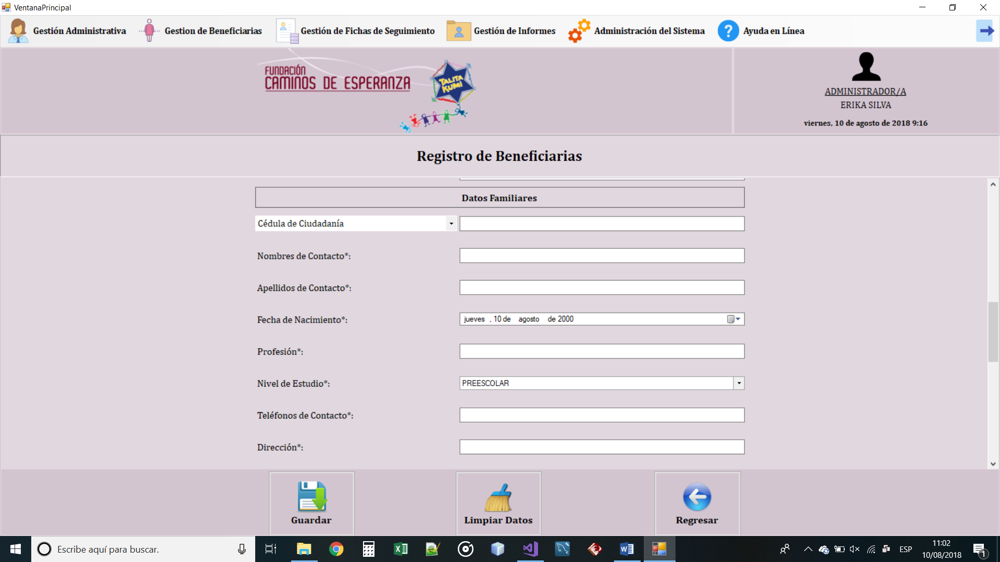 VentanaPrincipal
Gestión Administrativa
Gestion de Beneficiarias
Gestión de Fichas de Seguimiento
Gestión de Informes
Administración del Sistema
Ayuda en Línea
FUNDACIÓN
CAMINOS DE ESPERANZA
TALITA
KUMI
ADMINISTRADOR/A
ERIKA SILVA
viernes, 10 de agosto de 2018 9:16
Registro de Beneficiarias
Datos Familiares
Cédula de Ciudadanía
Nombres de Contacto*:
Apellidos de Contacto*:
Fecha de Nacimiento*: jueves , 10 de agosto de 2000
Profesión*:
Nivel de Estudio*: PREESCOLAR
Teléfonos de Contacto*:
Dirección*:
Guardar
Limpiar Datos
Regresar
Escribe aquí para buscar.
ESP
11:02
10/08/2018
1